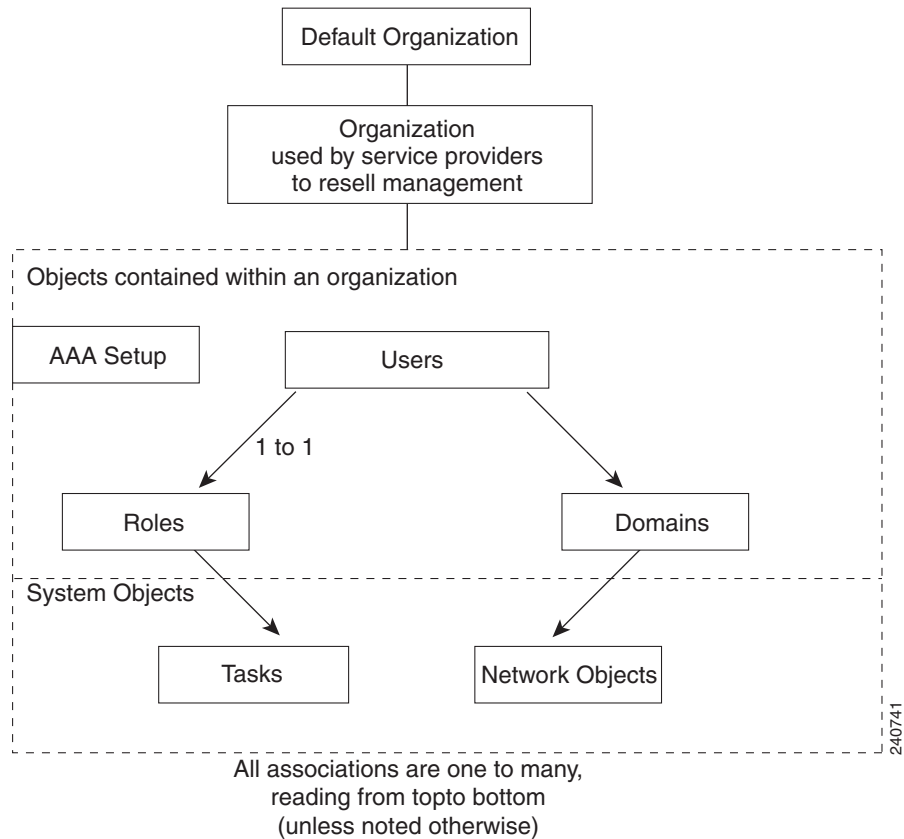 Default Organization
Organization
used by service providers
to resell management
Objects contained within an organization
AAA Setup
Users
1 to 1
Roles
Domains
System Objects
Tasks
Network Objects
240741
All associations are one to many,
reading from topto bottom
(unless noted otherwise)